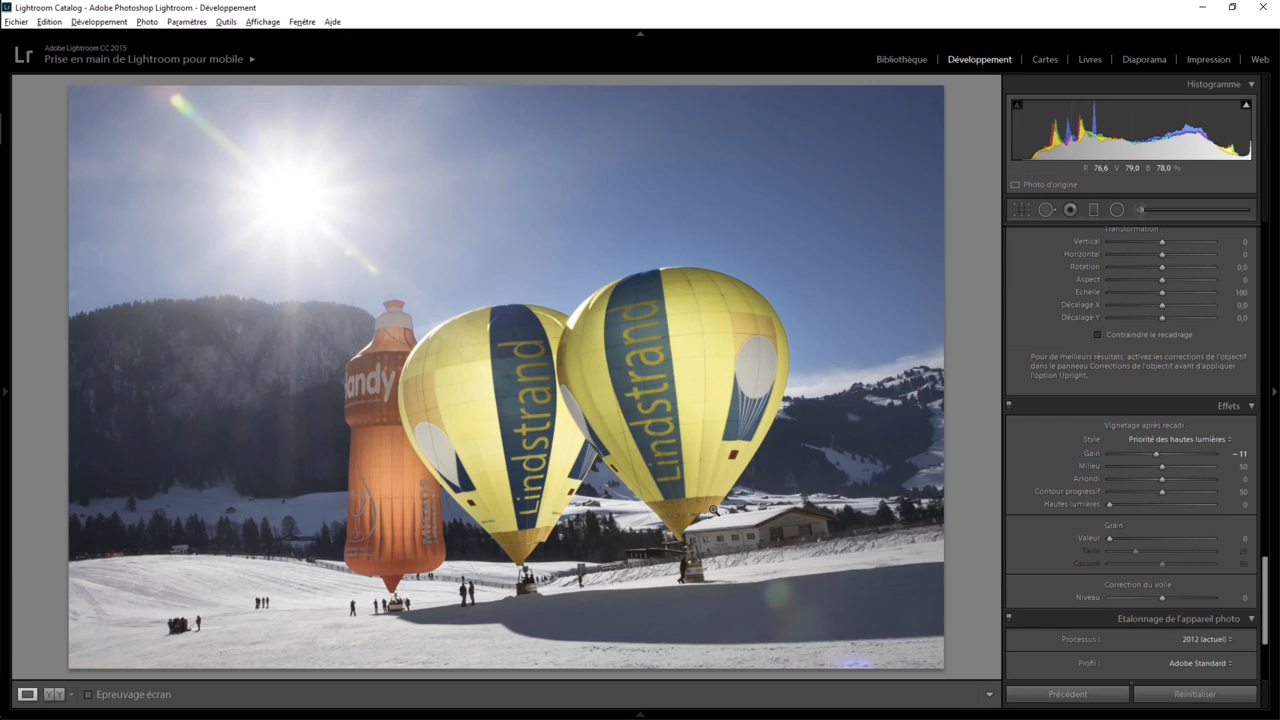 Lightroom Catalog - Adobe Photoshop Lightroom - Développement
Fichier Edition Développement Photo Paramètres Outils Affichage Fenêtre Aide
Lr
Adobe Lightroom CC 2015
Prise en main de Lightroom pour mobile
Bibliothèque | Développement | Cartes | Livres | Diaporama | Impression | Web
Histogramme
R 76,6 V 79,0 B 78,0 %
Photo d'origine
Transformation
Vertical 0
Horizontal 0
Rotation 0,0
Aspect 0
Echelle 100
Décalage X 0,0
Décalage Y 0,0
Contraindre le recadrage
Pour de meilleurs résultats, activez les corrections de l'objectif
dans le panneau Corrections de l'objectif avant d'appliquer
l'option Upright.
Effets
Vignetage après recadr.
Style Priorité des hautes lumières
Gain – 11
Milieu 50
Arrondi 0
Contour progressif 50
Hautes lumières 0
Grain
Valeur 0
Taille 25
Cassure 50
Correction du voile
Niveau 0
Etalonnage de l'appareil photo
Processus : 2012 (actuel)
Profil : Adobe Standard
Précédent Réinitialiser
andy
Lindstrand
Lindstrand
Y Y
Epreuvage écran